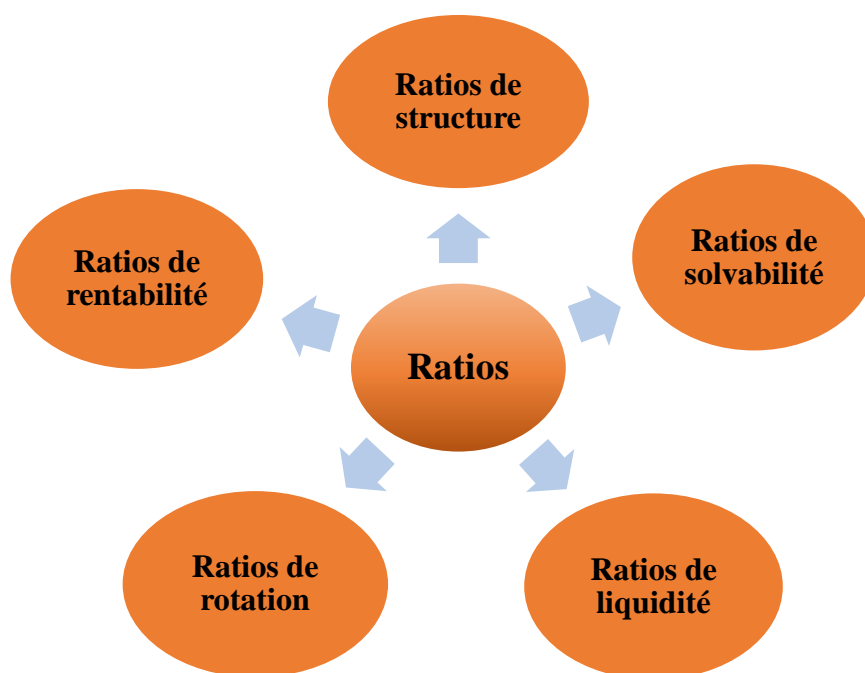 Ratios de
structure
Ratios de
solvabilité
Ratios de
rentabilité
Ratios
Ratios de
rotation
Ratios de
liquidité